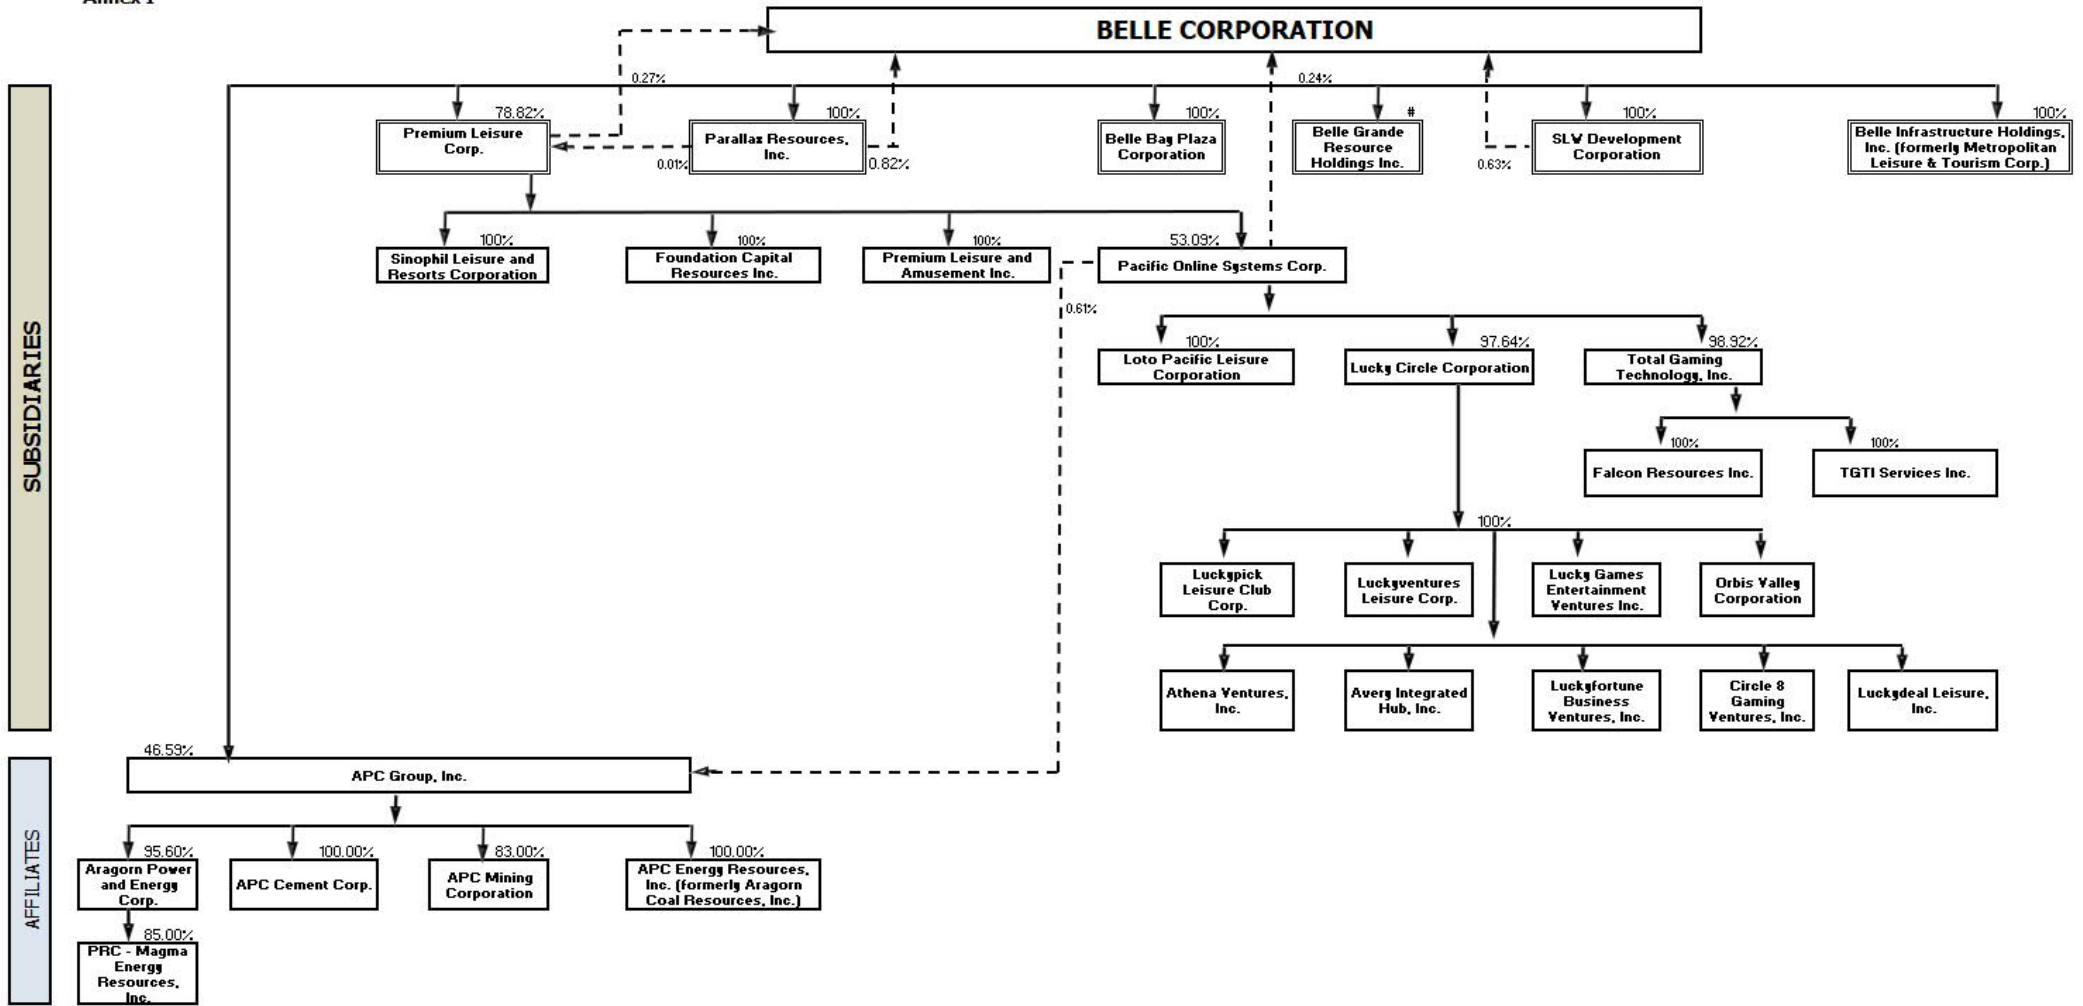 Annex I
BELLE CORPORATION
0.27%
0.24%
78.82%
100%
100%
#
100%
100%
Premium Leisure
Corp.
Parallax Resources,
Inc.
Belle Bay Plaza
Corporation
Belle Grande
Resource
Holdings Inc.
SLW Development
Corporation
Belle Infrastructure Holdings,
Inc. (formerly Metropolitan
Leisure & Tourism Corp.)
0.01%
0.82%
0.63%
100%
100%
100%
53.09%
Sinophil Leisure and
Resorts Corporation
Foundation Capital
Resources Inc.
Premium Leisure and
Amusement Inc.
Pacific Online Systems Corp.
0.61%
100%
97.64%
98.92%
Loto Pacific Leisure
Corporation
Lucky Circle Corporation
Total Gaming
Technology, Inc.
SUBSIDIARIES
100%
100%
Falcon Resources Inc.
TGTI Services Inc.
100%
Luckypick
Leisure Club
Corp.
Luckyventures
Leisure Corp.
Lucky Games
Entertainment
Ventures Inc.
Orbis Valley
Corporation
Athena Ventures,
Inc.
Avery Integrated
Hub, Inc.
Luckyfortune
Business
Ventures, Inc.
Circle 8
Gaming
Ventures, Inc.
Luckydeal Leisure,
Inc.
46.59%
APC Group, Inc.
AFFILIATES
95.60%
100.00%
83.00%
100.00%
Aragorn Power
and Energy
Corp.
APC Cement Corp.
APC Mining
Corporation
APC Energy Resources,
Inc. (formerly Aragorn
Coal Resources, Inc.)
85.00%
PRC - Magma
Energy
Resources,
Inc.